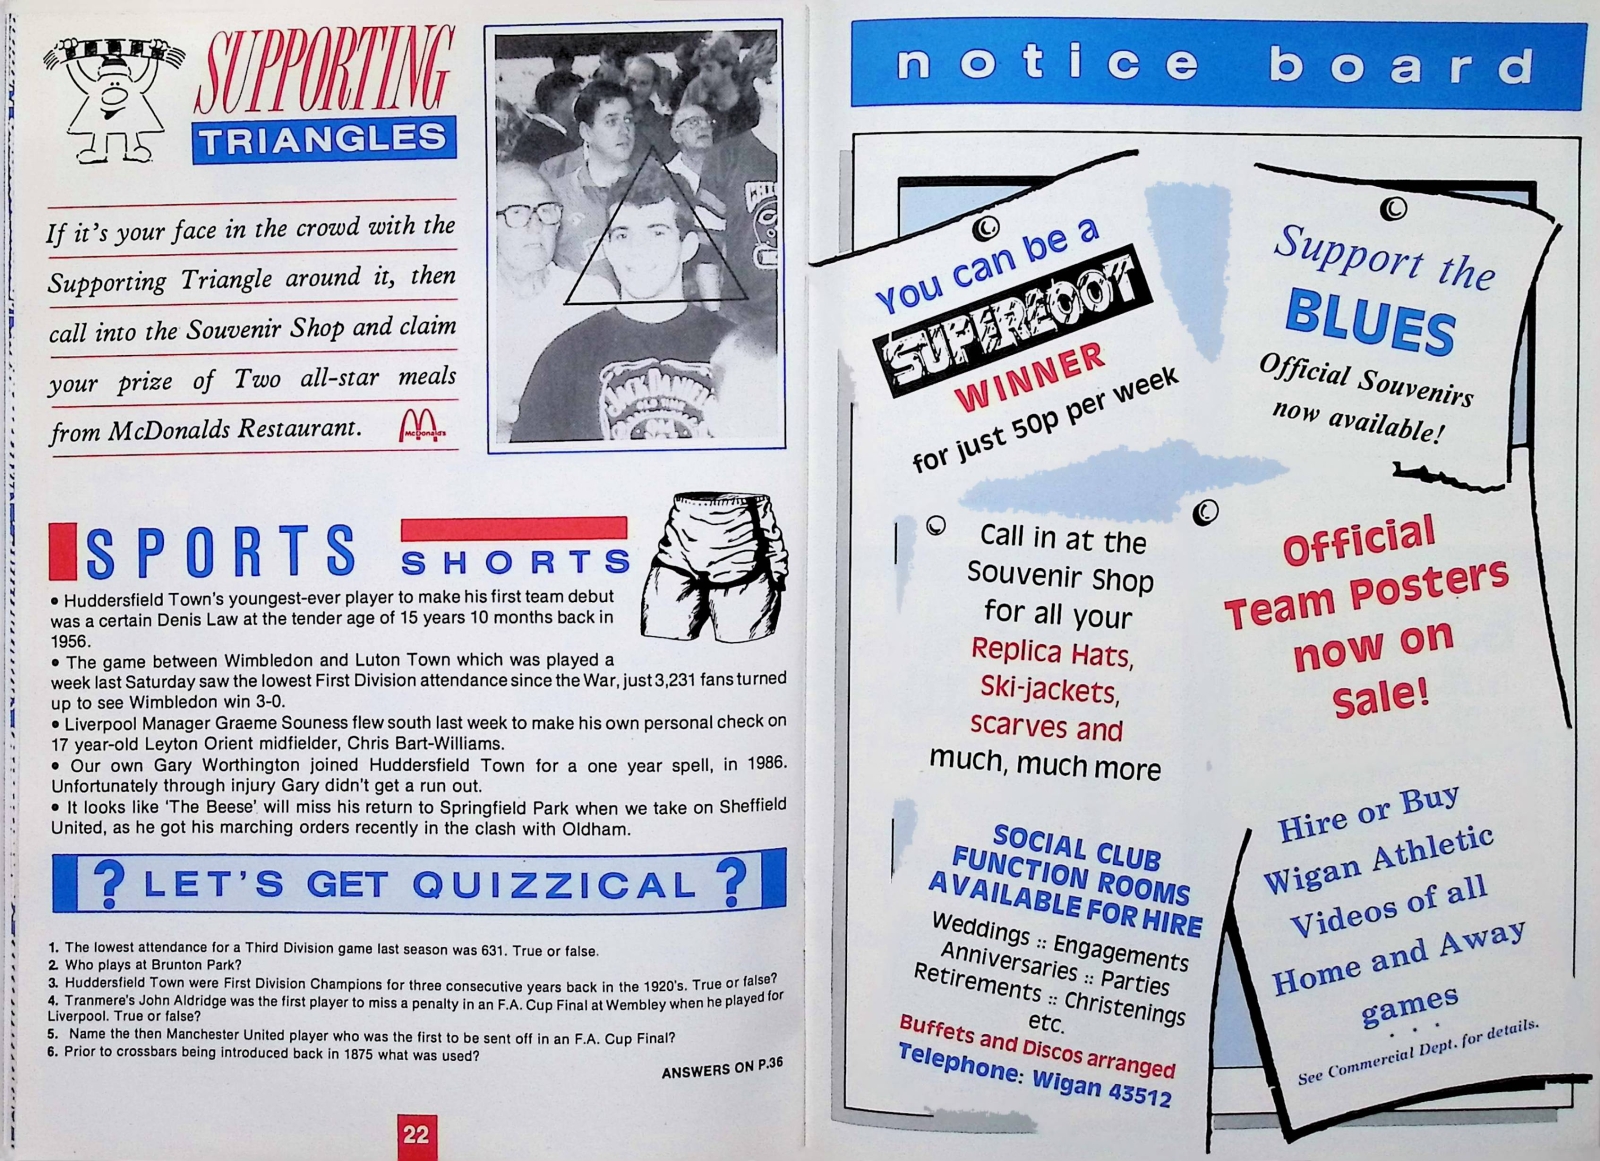 SUPPORTING
TRIANGLES
If it's your face in the crowd with the
Supporting Triangle around it, then
call into the Souvenir Shop and claim
your prize of Two all-star meals
from McDonalds Restaurant.
McDonald's
JACK DANIEL'S
SPORTS
SHORTS
• Huddersfield Town's youngest-ever player to make his first team debut
was a certain Denis Law at the tender age of 15 years 10 months back in
1956.
• The game between Wimbledon and Luton Town which was played a
week last Saturday saw the lowest First Division attendance since the War, just 3,231 fans turned
up to see Wimbledon win 3-0.
• Liverpool Manager Graeme Souness flew south last week to make his own personal check on
17 year-old Leyton Orient midfielder, Chris Bart-Williams.
• Our own Gary Worthington joined Huddersfield Town for a one year spell, in 1986.
Unfortunately through injury Gary didn't get a run out.
• It looks like 'The Beese' will miss his return to Springfield Park when we take on Sheffield
United, as he got his marching orders recently in the clash with Oldham.
? LET'S GET QUIZZICAL ?
1. The lowest attendance for a Third Division game last season was 631. True or false.
2. Who plays at Brunton Park?
3. Huddersfield Town were First Division Champions for three consecutive years back in the 1920's. True or false?
4. Tranmere's John Aldridge was the first player to miss a penalty in an F.A. Cup Final at Wembley when he played for
Liverpool. True or false?
5. Name the then Manchester United player who was the first to be sent off in an F.A. Cup Final?
6. Prior to crossbars being introduced back in 1875 what was used?
ANSWERS ON P.36
22
notice board
You can be a
SUPERLOOT
WINNER
for just 50p per week
Support the
BLUES
Official Souvenirs
now available!
Call in at the
Souvenir Shop
for all your
Replica Hats,
Ski-jackets,
scarves and
much, much more
Official
Team Posters
now on
Sale!
SOCIAL CLUB
FUNCTION ROOMS
AVAILABLE FOR HIRE
Weddings :: Engagements
Anniversaries :: Parties
Retirements :: Christenings
etc.
Buffets and Discos arranged
Telephone: Wigan 43512
Hire or Buy
Wigan Athletic
Videos of all
Home and Away
games
. . .
See Commercial Dept. for details.